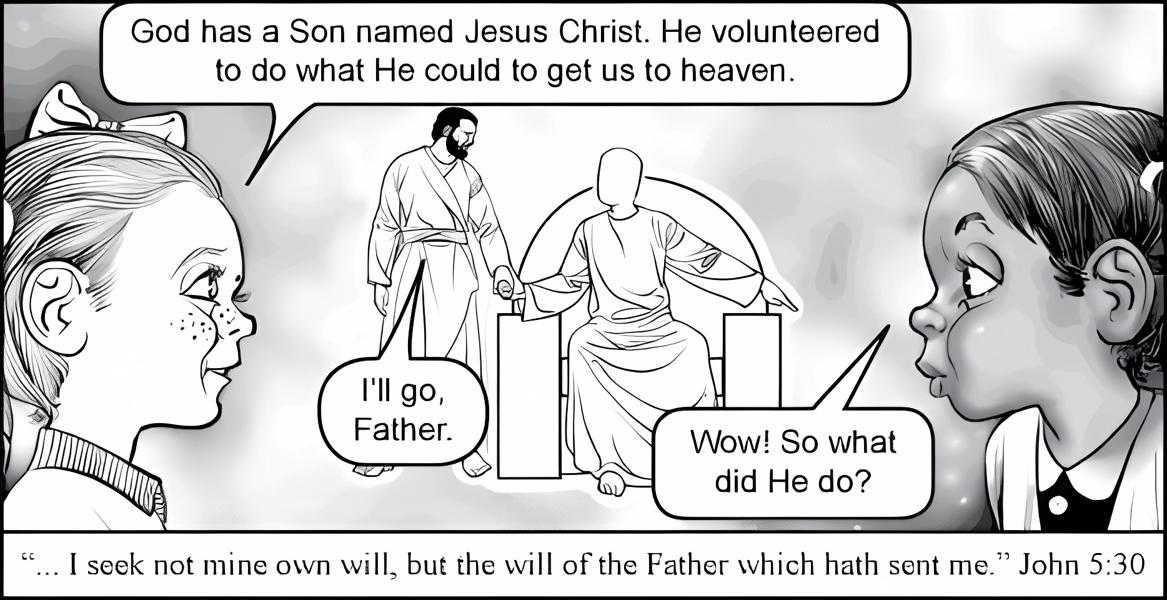 God has a Son named Jesus Christ. He volunteered
to do what He could to get us to heaven.
I'll go,
Father.
Wow! So what
did He do?
“... I seek not mine own will, but the will of the Father which hath sent me.” John 5:30